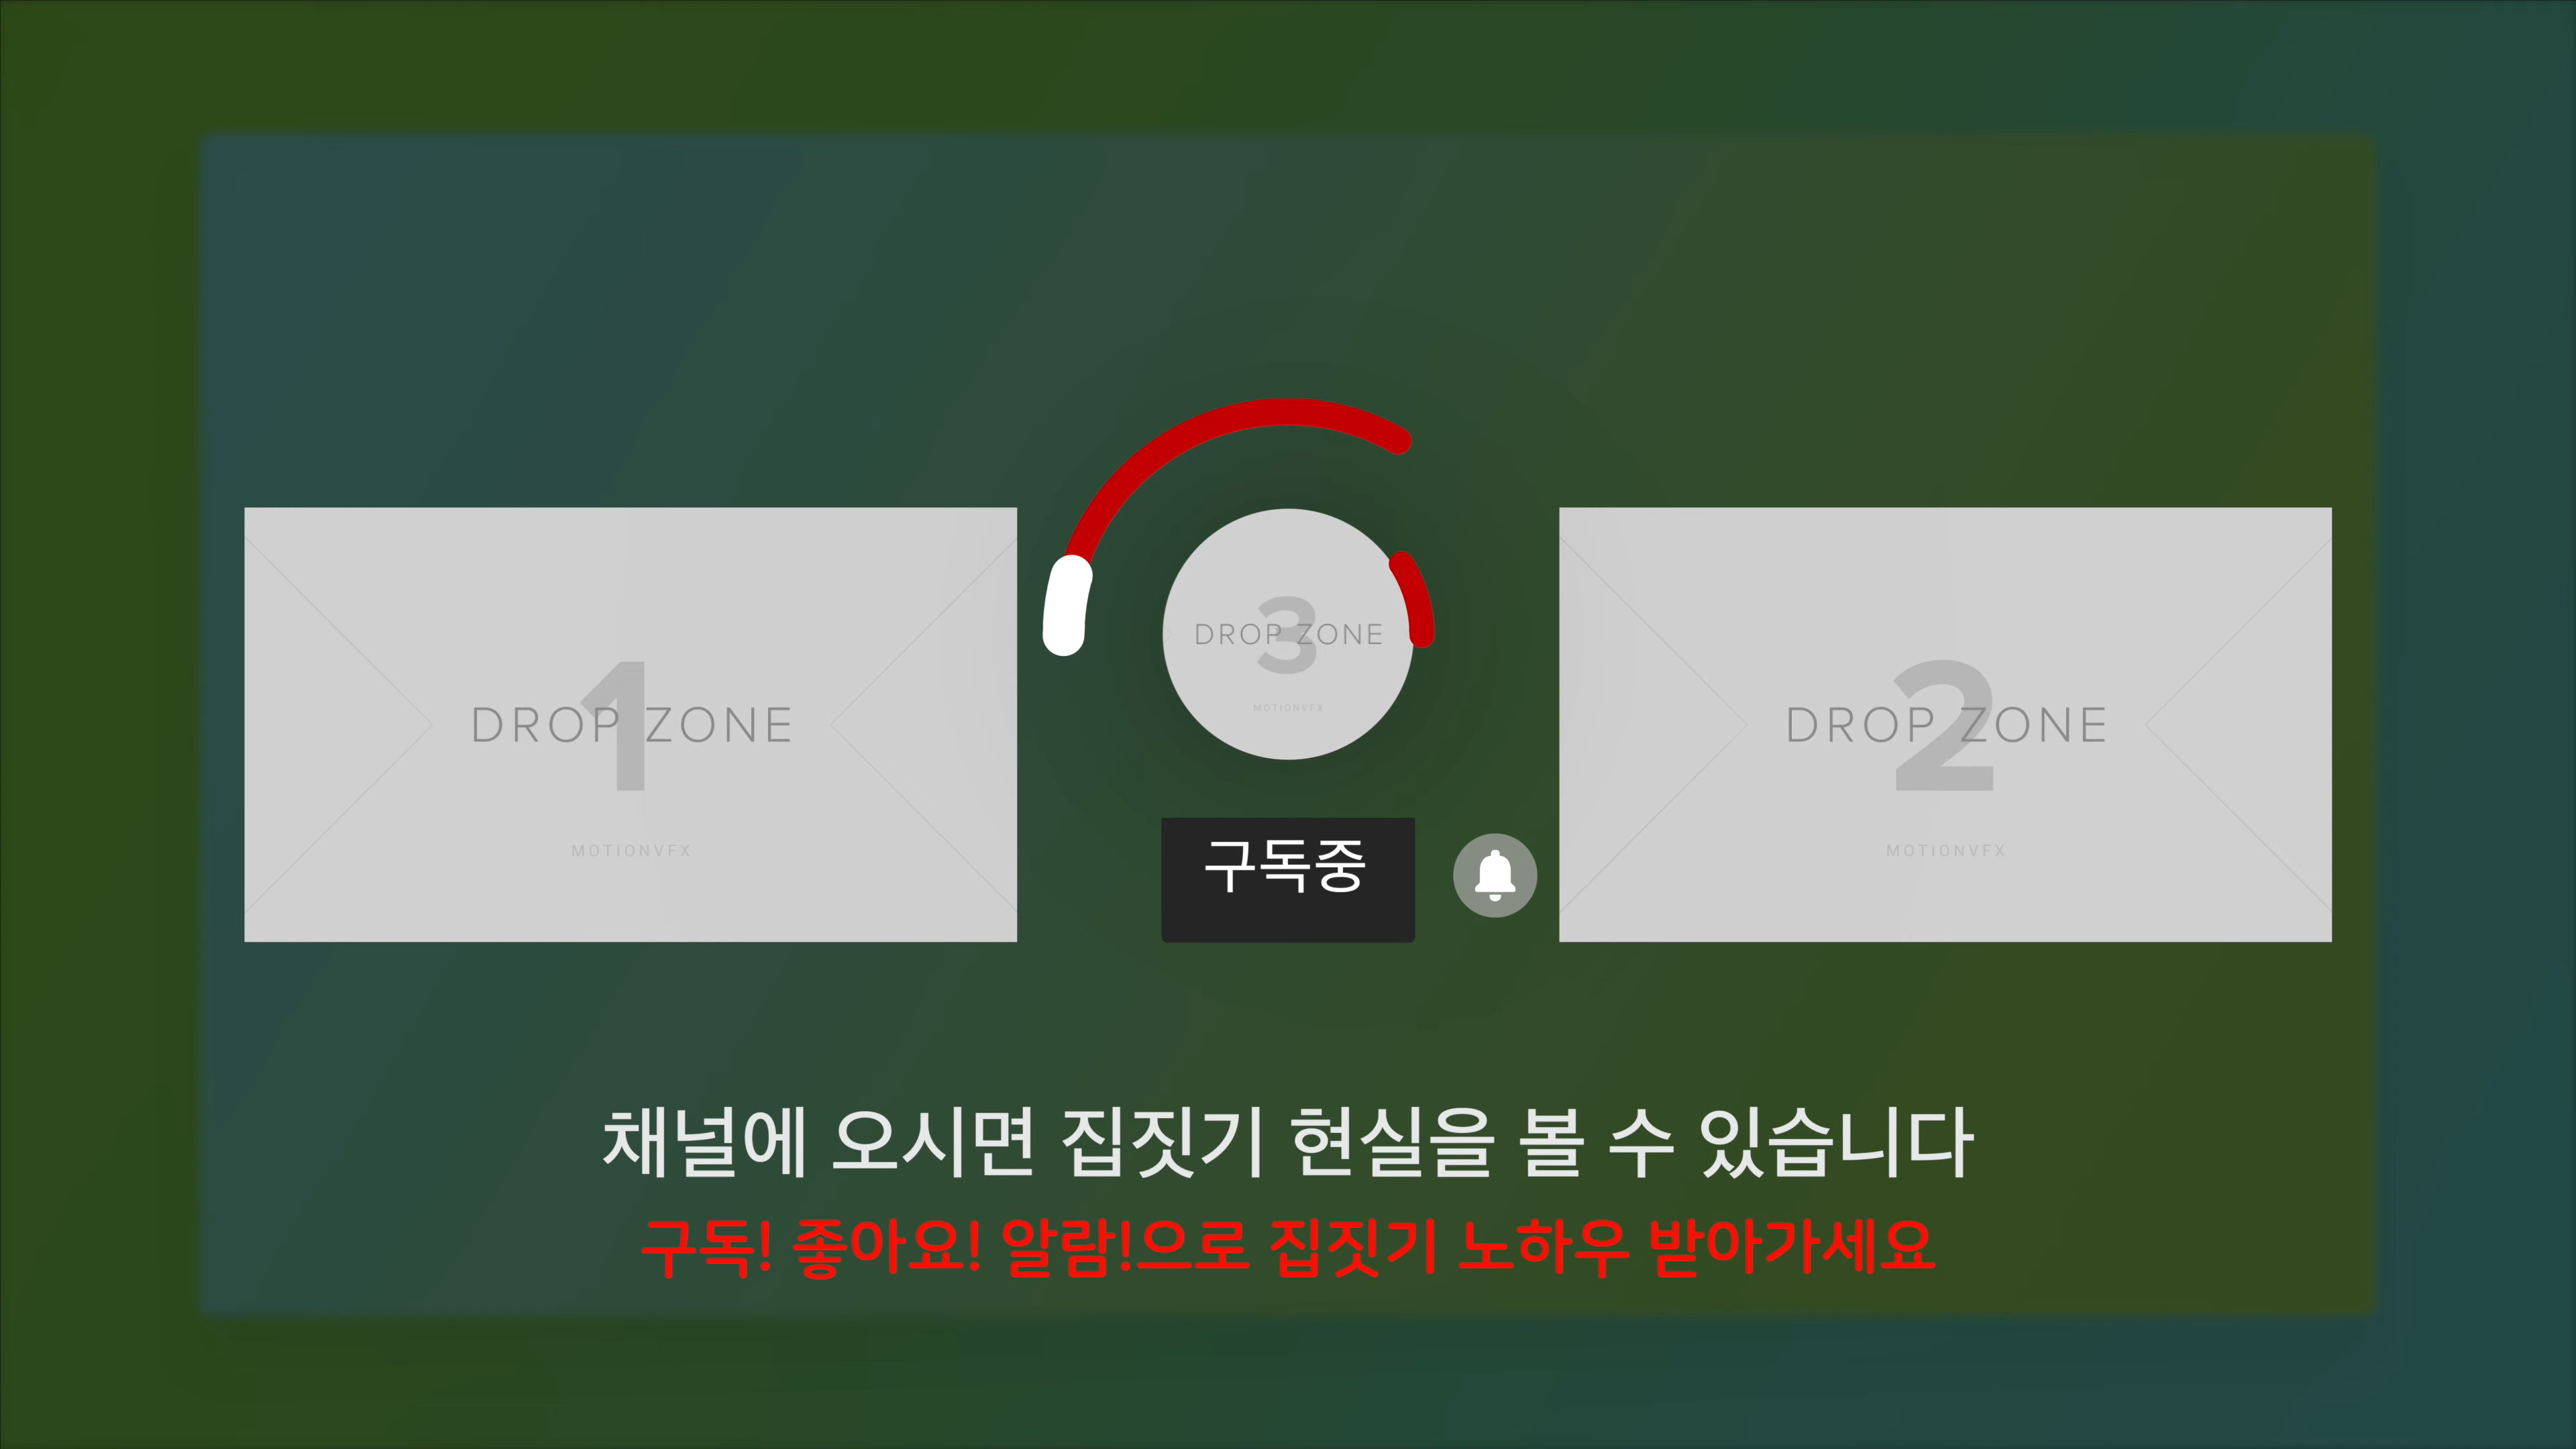 DROP ZONE
1
MOTIONVFX
DROP ZONE
3
MOTIONVFX
DROP ZONE
2
MOTIONVFX
구독중
채널에 오시면 집짓기 현실을 볼 수 있습니다
구독! 좋아요! 알람!으로 집짓기 노하우 받아가세요